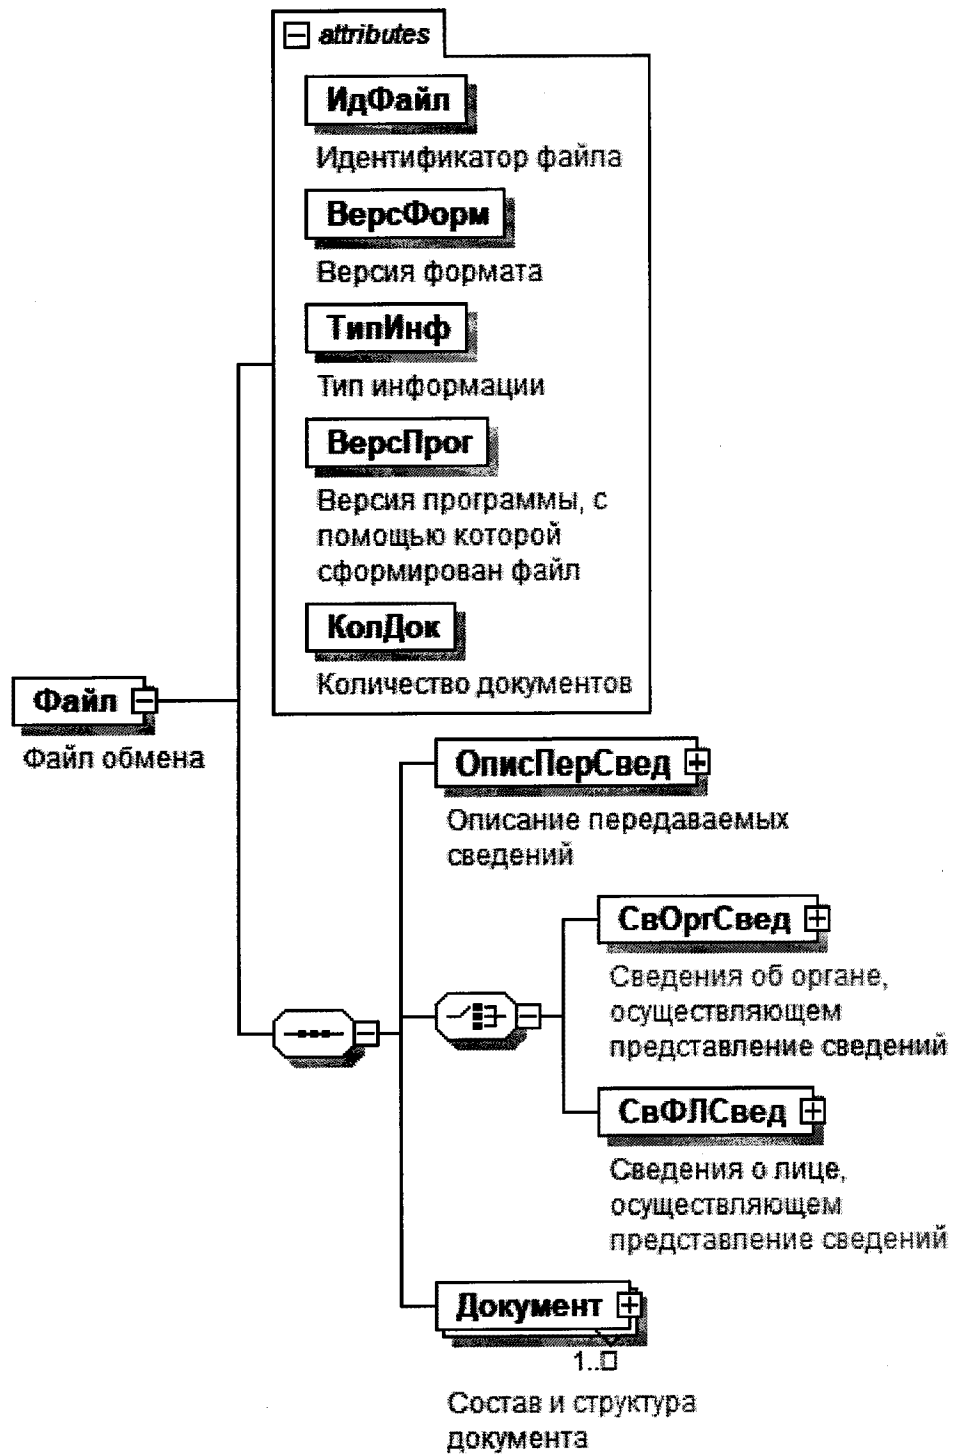 attributes
ИдФайл
Идентификатор файла
ВерсФорм
Версия формата
ТипИнф
Тип информации
ВерсПрог
Версия программы, с
помощью которой
сформирован файл
КолДок
Количество документов
Файл
Файл обмена
ОписПерСвед
Описание передаваемых
сведений
СвОргСвед
Сведения об органе,
осуществляющем
представление сведений
СвФЛСвед
Сведения о лице,
осуществляющем
представление сведений
Документ
1..□
Состав и структура
документа